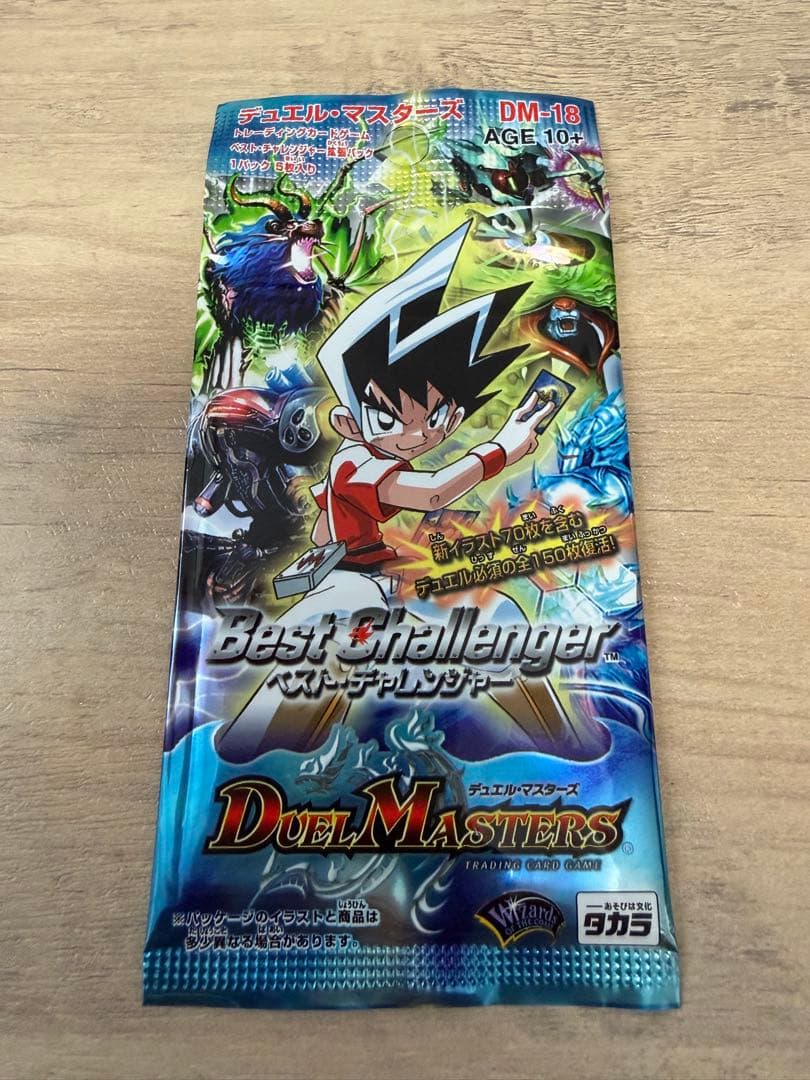 デュエル・マスターズ DM-18
トレーディングカードゲーム AGE 10+
ベスト・チャレンジャー拡張パック
1パック 5枚入り
新イラスト70枚を含む
デュエル必須の全150枚復活!
Best Challenger™
ベスト・チャレンジャー
デュエル・マスターズ
DUEL MASTERS
TRADING CARD GAME
※パッケージのイラストと商品は
多少異なる場合があります。
Wizards
OF THE COAST
あそびは文化
タカラ